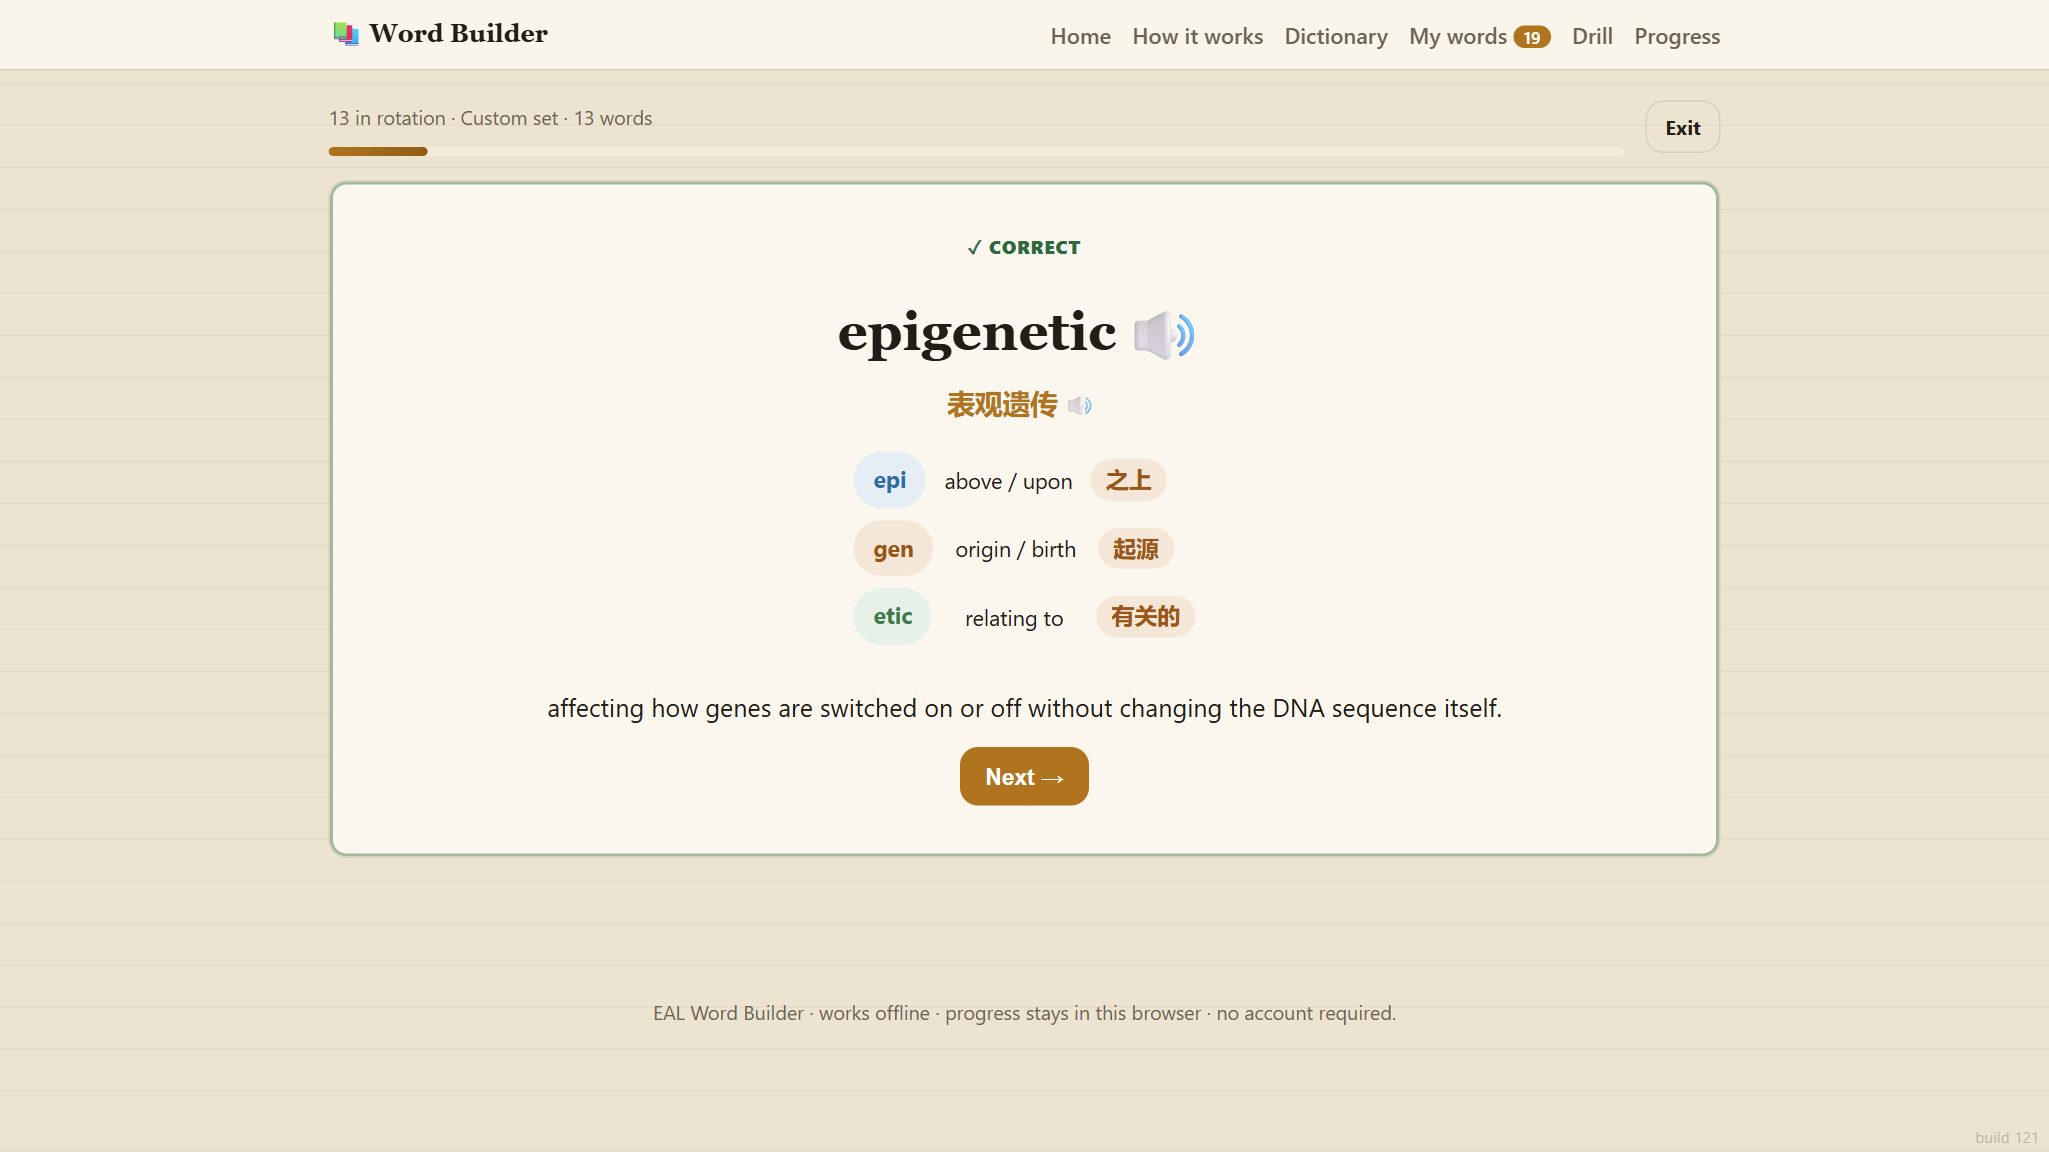 Word Builder
Home How it works Dictionary My words 19 Drill Progress
13 in rotation · Custom set · 13 words
Exit
✓ CORRECT
epigenetic
表观遗传
epi above / upon 之上
gen origin / birth 起源
etic relating to 有关的
affecting how genes are switched on or off without changing the DNA sequence itself.
Next →
EAL Word Builder · works offline · progress stays in this browser · no account required.
build 121